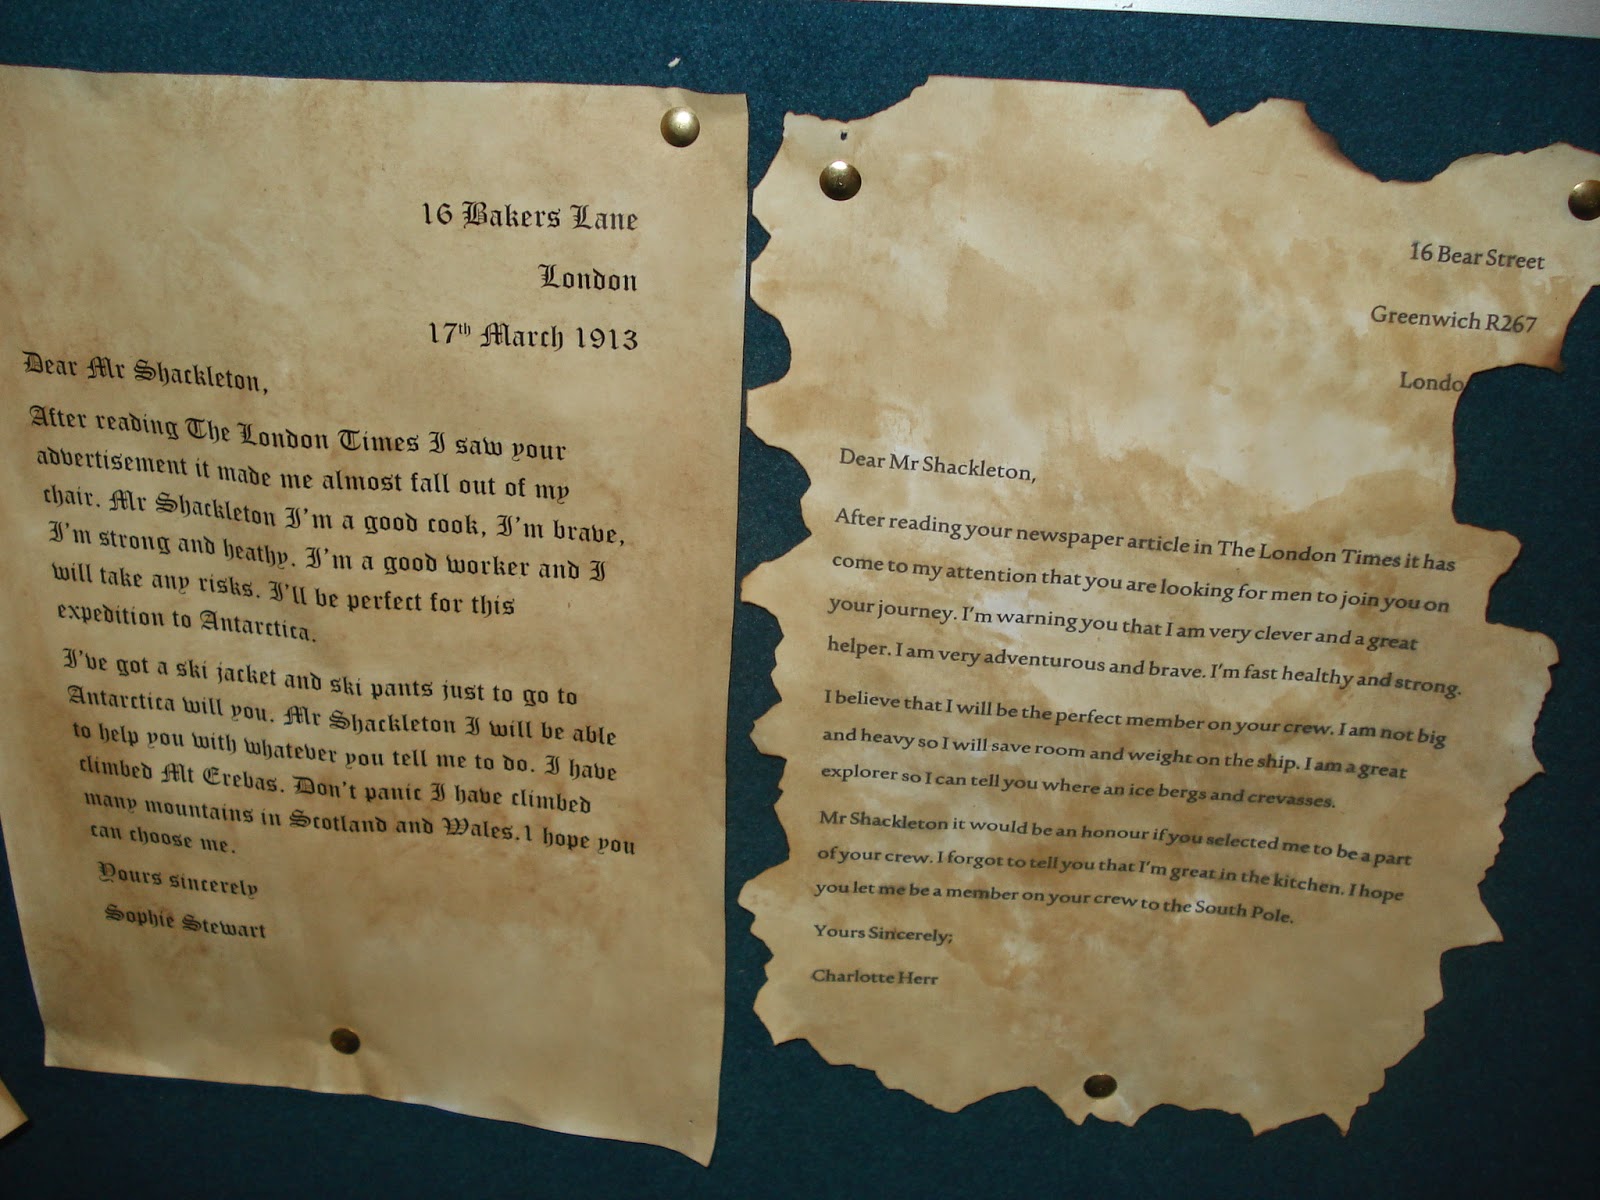 16 Bakers Lane
London
17th March 1913
Dear Mr Shackleton,
After reading The London Times I saw your
advertisement it made me almost fall out of my
chair. Mr Shackleton I'm a good cook, I'm brave,
I'm strong and heathy. I'm a good worker and I
will take any risks. I'll be perfect for this
expedition to Antarctica.
I've got a ski jacket and ski pants just to go to
Antarctica will you. Mr Shackleton I will be able
to help you with whatever you tell me to do. I have
climbed Mt Erebas. Don't panic I have climbed
many mountains in Scotland and Wales. I hope you
can choose me.
Yours sincerely
Sophie Stewart
16 Bear Street
Greenwich R267
Londo
Dear Mr Shackleton,
After reading your newspaper article in The London Times it has
come to my attention that you are looking for men to join you on
your journey. I'm warning you that I am very clever and a great
helper. I am very adventurous and brave. I'm fast healthy and strong.
I believe that I will be the perfect member on your crew. I am not big
and heavy so I will save room and weight on the ship. I am a great
explorer so I can tell you where an ice bergs and crevasses.
Mr Shackleton it would be an honour if you selected me to be a part
of your crew. I forgot to tell you that I'm great in the kitchen. I hope
you let me be a member on your crew to the South Pole.
Yours Sincerely;
Charlotte Herr